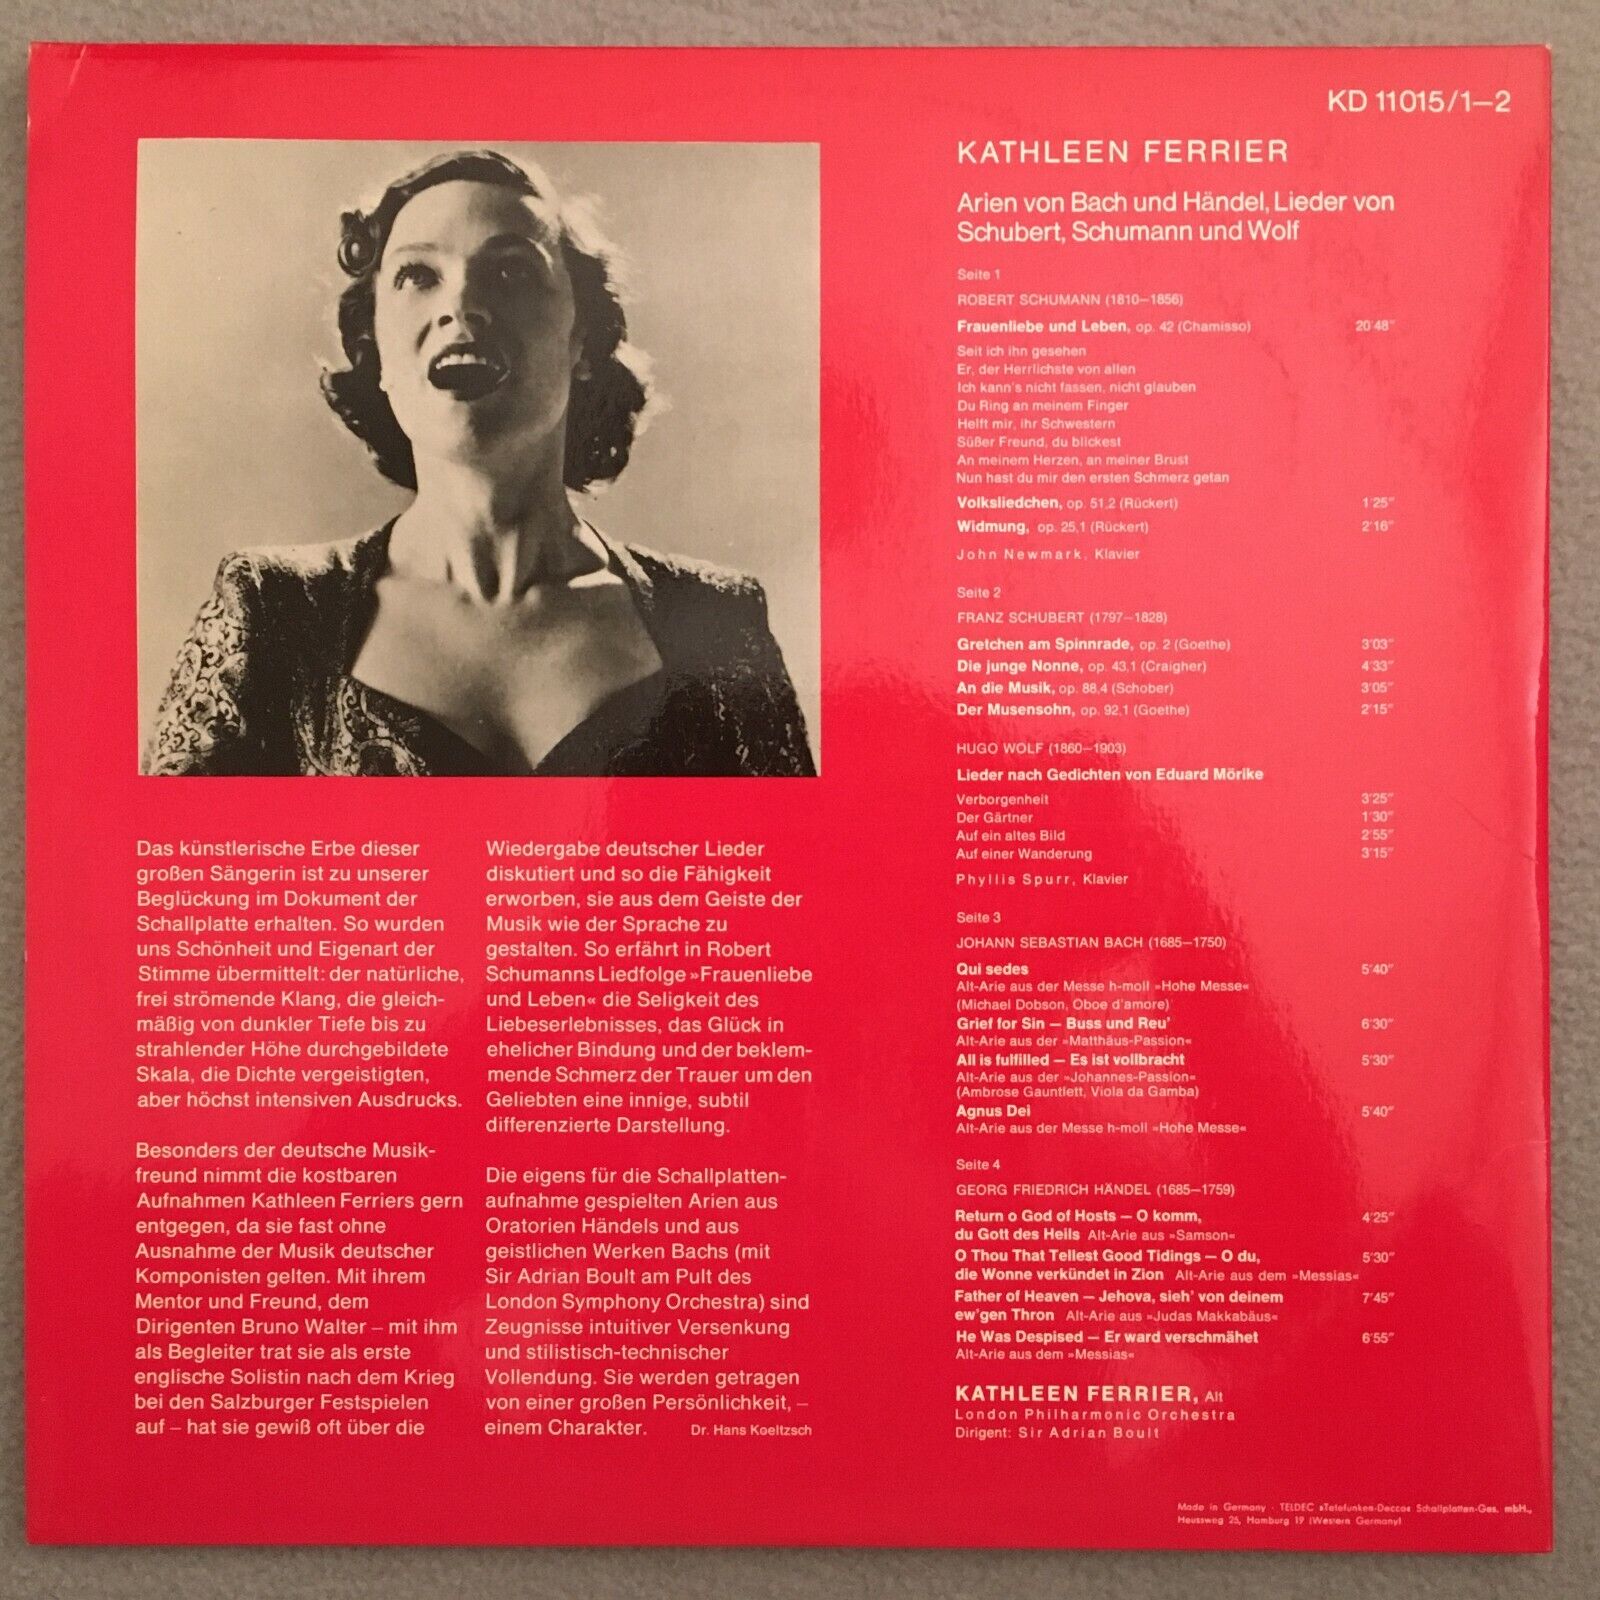 KD 11015/1—2
KATHLEEN FERRIER
Arien von Bach und Händel, Lieder von
Schubert, Schumann und Wolf
Seite 1
ROBERT SCHUMANN (1810—1856)
Frauenliebe und Leben, op. 42 (Chamisso) 20'48"
Seit ich ihn gesehen
Er, der Herrlichste von allen
Ich kann's nicht fassen, nicht glauben
Du Ring an meinem Finger
Helft mir, ihr Schwestern
Süßer Freund, du blickest
An meinem Herzen, an meiner Brust
Nun hast du mir den ersten Schmerz getan
Volksliedchen, op. 51,2 (Rückert) 1'25"
Widmung, op. 25,1 (Rückert) 2'16"
John Newmark, Klavier
Seite 2
FRANZ SCHUBERT (1797—1828)
Gretchen am Spinnrade, op. 2 (Goethe) 3'03"
Die junge Nonne, op. 43,1 (Craigher) 4'33"
An die Musik, op. 88,4 (Schober) 3'05"
Der Musensohn, op. 92,1 (Goethe) 2'15"
HUGO WOLF (1860—1903)
Lieder nach Gedichten von Eduard Mörike
Verborgenheit 3'25"
Der Gärtner 1'30"
Auf ein altes Bild 2'55"
Auf einer Wanderung 3'15"
Phyllis Spurr, Klavier
Seite 3
JOHANN SEBASTIAN BACH (1685—1750)
Qui sedes 5'40"
Alt-Arie aus der Messe h-moll »Hohe Messe«
(Michael Dobson, Oboe d'amore)
Grief for Sin — Buss und Reu' 6'30"
Alt-Arie aus der »Matthäus-Passion«
All is fulfilled — Es ist vollbracht 5'30"
Alt-Arie aus der »Johannes-Passion«
(Ambrose Gauntlett, Viola da Gamba)
Agnus Dei 5'40"
Alt-Arie aus der Messe h-moll »Hohe Messe«
Seite 4
GEORG FRIEDRICH HÄNDEL (1685—1759)
Return o God of Hosts — O komm, 4'25"
du Gott des Heils Alt-Arie aus »Samson«
O Thou That Tellest Good Tidings — O du, 5'30"
die Wonne verkündet in Zion Alt-Arie aus dem »Messias«
Father of Heaven — Jehova, sieh' von deinem 7'45"
ew'gen Thron Alt-Arie aus »Judas Makkabäus«
He Was Despised — Er ward verschmähet 6'55"
Alt-Arie aus dem »Messias«
KATHLEEN FERRIER, Alt
London Philharmonic Orchestra
Dirigent: Sir Adrian Boult
Das künstlerische Erbe dieser
großen Sängerin ist zu unserer
Beglückung im Dokument der
Schallplatte erhalten. So wurden
uns Schönheit und Eigenart der
Stimme übermittelt: der natürliche,
frei strömende Klang, die gleich-
mäßig von dunkler Tiefe bis zu
strahlender Höhe durchgebildete
Skala, die Dichte vergeistigten,
aber höchst intensiven Ausdrucks.
Besonders der deutsche Musik-
freund nimmt die kostbaren
Aufnahmen Kathleen Ferriers gern
entgegen, da sie fast ohne
Ausnahme der Musik deutscher
Komponisten gelten. Mit ihrem
Mentor und Freund, dem
Dirigenten Bruno Walter — mit ihm
als Begleiter trat sie als erste
englische Solistin nach dem Krieg
bei den Salzburger Festspielen
auf — hat sie gewiß oft über die
Wiedergabe deutscher Lieder
diskutiert und so die Fähigkeit
erworben, sie aus dem Geiste der
Musik wie der Sprache zu
gestalten. So erfährt in Robert
Schumanns Liedfolge »Frauenliebe
und Leben« die Seligkeit des
Liebeserlebnisses, das Glück in
ehelicher Bindung und der beklem-
mende Schmerz der Trauer um den
Geliebten eine innige, subtil
differenzierte Darstellung.
Die eigens für die Schallplatten-
aufnahme gespielten Arien aus
Oratorien Händels und aus
geistlichen Werken Bachs (mit
Sir Adrian Boult am Pult des
London Symphony Orchestra) sind
Zeugnisse intuitiver Versenkung
und stilistisch-technischer
Vollendung. Sie werden getragen
von einer großen Persönlichkeit, —
einem Charakter. Dr. Hans Koeltzsch
Made in Germany · TELDEC »Telefunken-Decca« Schallplatten-Ges. mbH.,
Heussweg 25, Hamburg 19 (Western Germany)